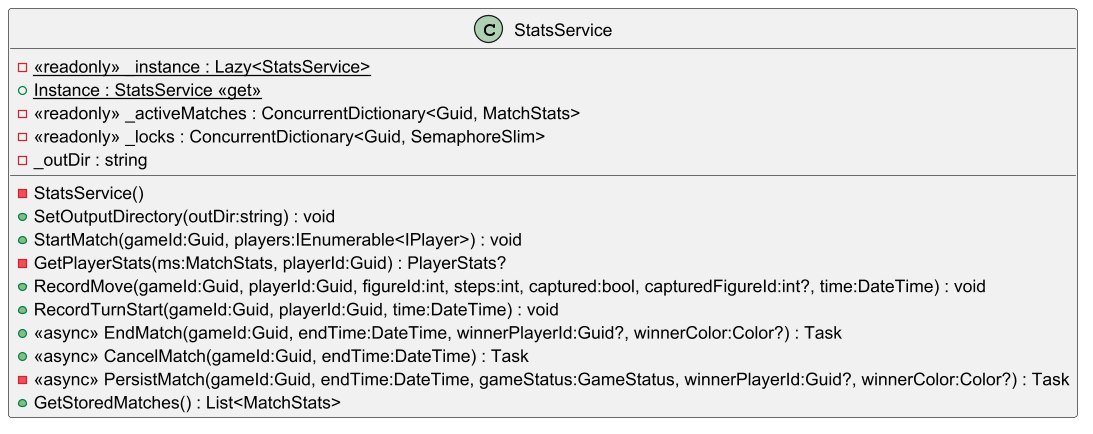 C StatsService
«readonly» _instance : Lazy<StatsService>
Instance : StatsService «get»
«readonly» _activeMatches : ConcurrentDictionary<Guid, MatchStats>
«readonly» _locks : ConcurrentDictionary<Guid, SemaphoreSlim>
_outDir : string
StatsService()
SetOutputDirectory(outDir:string) : void
StartMatch(gameId:Guid, players:IEnumerable<IPlayer>) : void
GetPlayerStats(ms:MatchStats, playerId:Guid) : PlayerStats?
RecordMove(gameId:Guid, playerId:Guid, figureId:int, steps:int, captured:bool, capturedFigureId:int?, time:DateTime) : void
RecordTurnStart(gameId:Guid, playerId:Guid, time:DateTime) : void
«async» EndMatch(gameId:Guid, endTime:DateTime, winnerPlayerId:Guid?, winnerColor:Color?) : Task
«async» CancelMatch(gameId:Guid, endTime:DateTime) : Task
«async» PersistMatch(gameId:Guid, endTime:DateTime, gameStatus:GameStatus, winnerPlayerId:Guid?, winnerColor:Color?) : Task
GetStoredMatches() : List<MatchStats>